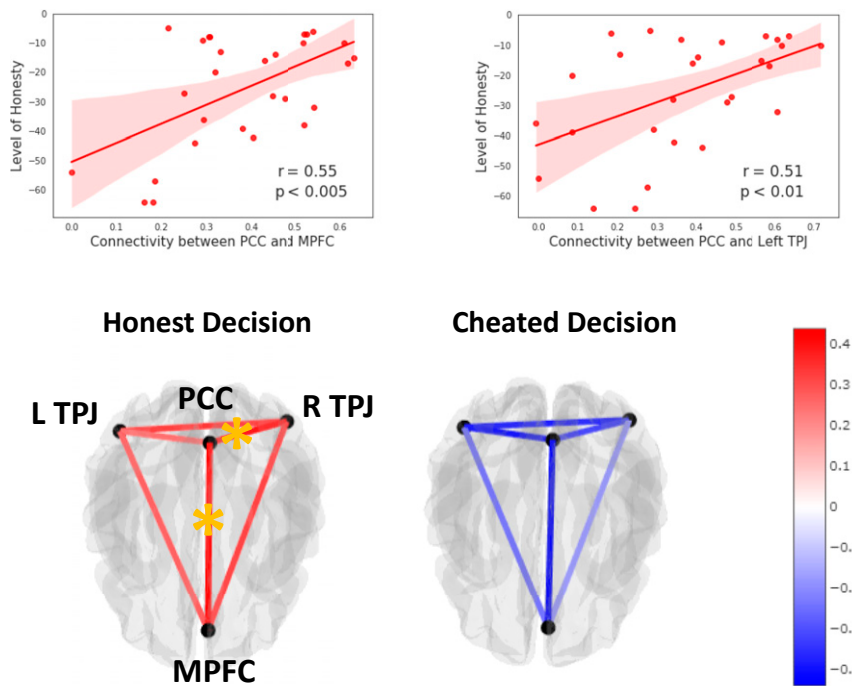 0
−10
−20
−30
−40
−50
−60
Level of Honesty
r = 0.55
p < 0.005
0.0 0.1 0.2 0.3 0.4 0.5 0.6
Connectivity between PCC and MPFC
0
−10
−20
−30
−40
−50
−60
Level of Honesty
r = 0.51
p < 0.01
0.0 0.1 0.2 0.3 0.4 0.5 0.6 0.7
Connectivity between PCC and Left TPJ
Honest Decision
Cheated Decision
L TPJ
PCC
R TPJ
MPFC
0.4
0.3
0.2
0.1
0
−0.
−0.
−0.
−0.